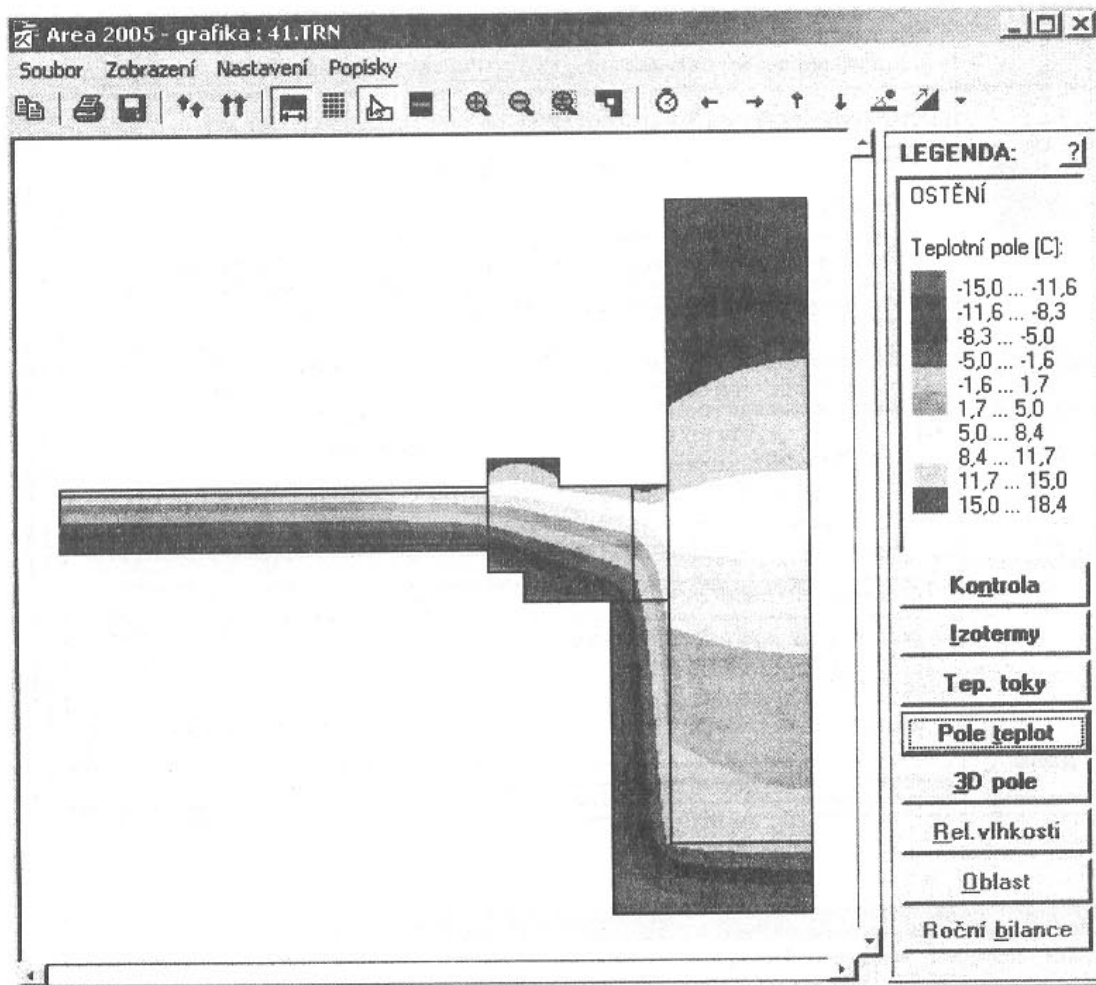 Area 2005 - grafika : 41.TRN
Soubor Zobrazení Nastavení Popisky
LEGENDA: ?
OSTĚNÍ
Teplotní pole [C]:
-15,0 ... -11,6
-11,6 ... -8,3
-8,3 ... -5,0
-5,0 ... -1,6
-1,6 ... 1,7
1,7 ... 5,0
5,0 ... 8,4
8,4 ... 11,7
11,7 ... 15,0
15,0 ... 18,4
Kontrola
Izotermy
Tep. toky
Pole teplot
3D pole
Rel.vlhkosti
Oblast
Roční bilance